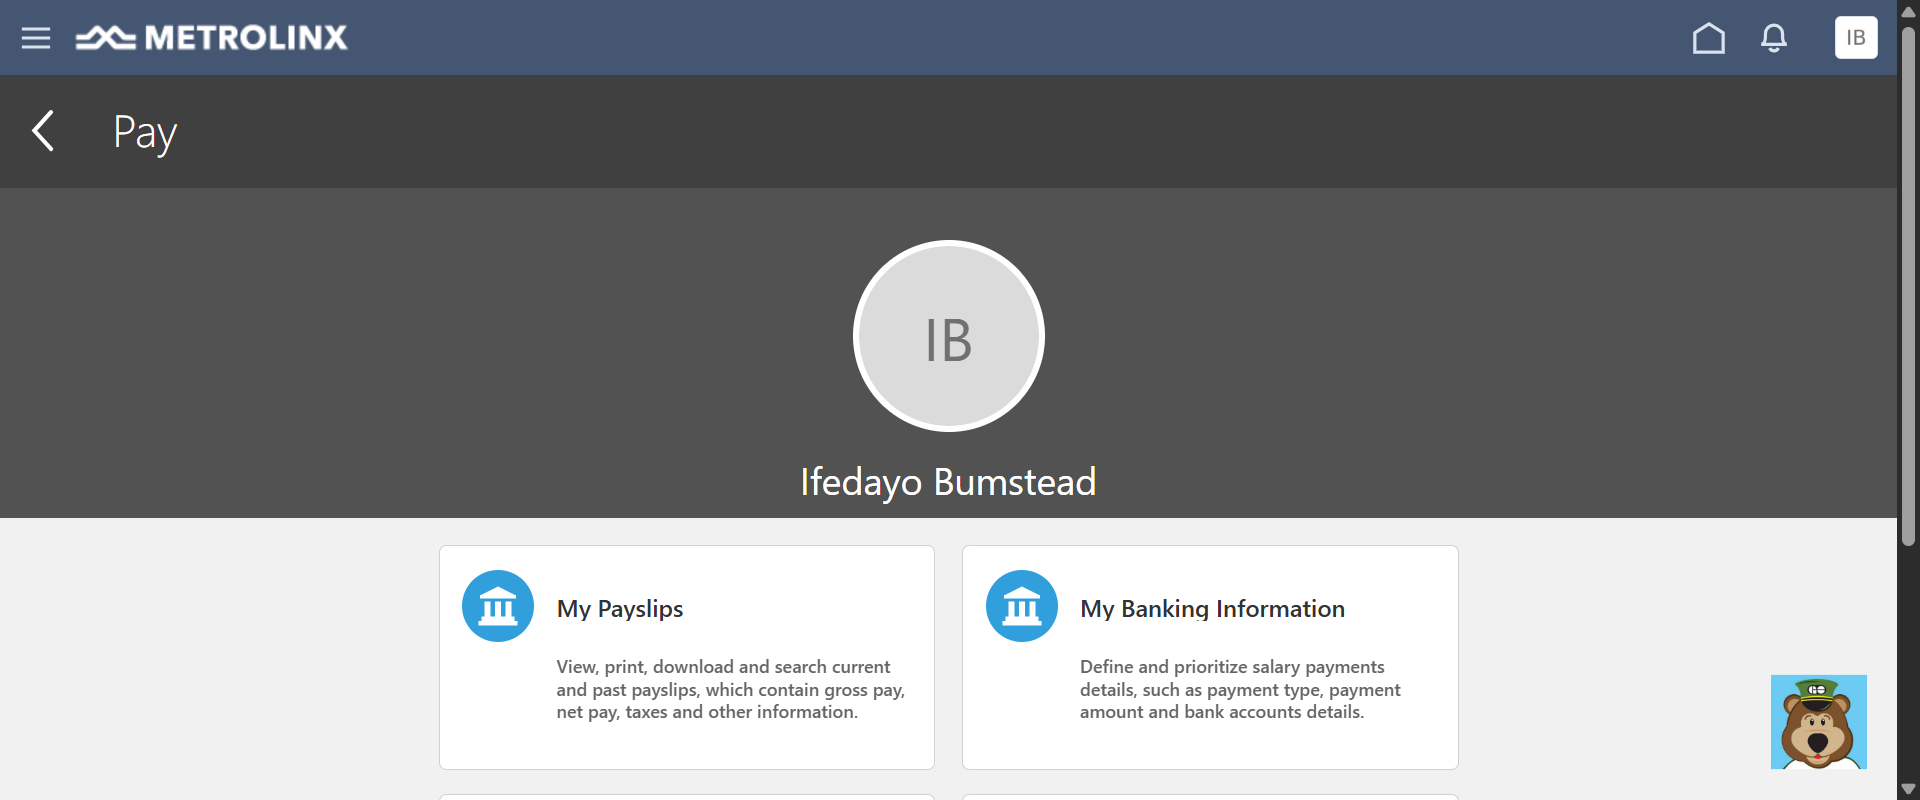 METROLINX
IB
Pay
IB
Ifedayo Bumstead
My Payslips
View, print, download and search current
and past payslips, which contain gross pay,
net pay, taxes and other information.
My Banking Information
Define and prioritize salary payments
details, such as payment type, payment
amount and bank accounts details.
GO